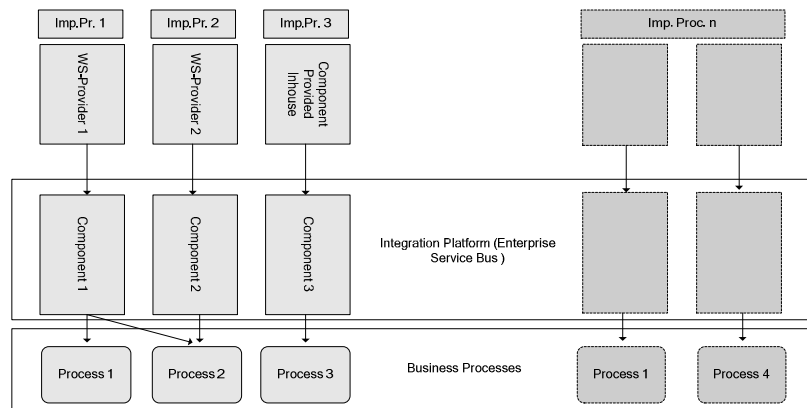 Imp.Pr. 1
Imp.Pr. 2
Imp.Pr. 3
Imp. Proc. n
WS-Provider 1
WS-Provider 2
Component
Provided
Inhouse
Component 1
Component 2
Component 3
Integration Platform (Enterprise
Service Bus )
Business Processes
Process 1
Process 2
Process 3
Process 1
Process 4